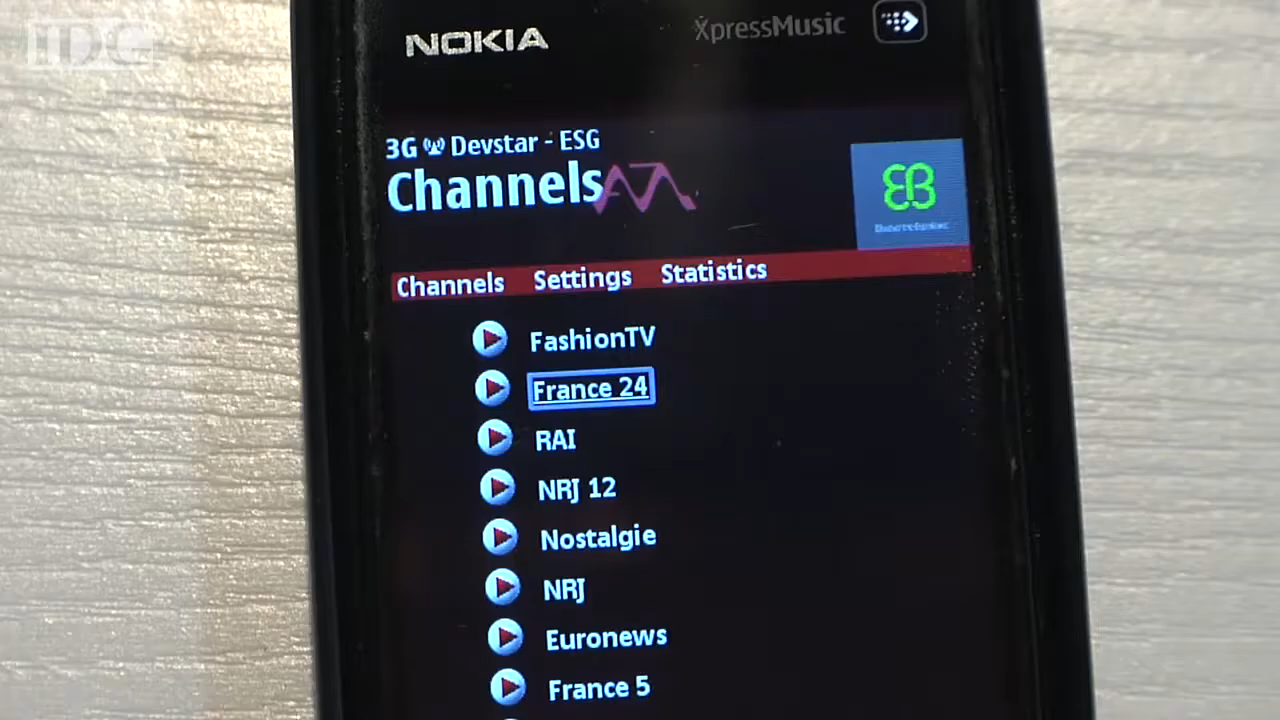 IDG
NOKIA
XpressMusic
3G Devstar - ESG
Channels
Channels Settings Statistics
FashionTV
France 24
RAI
NRJ 12
Nostalgie
NRJ
Euronews
France 5